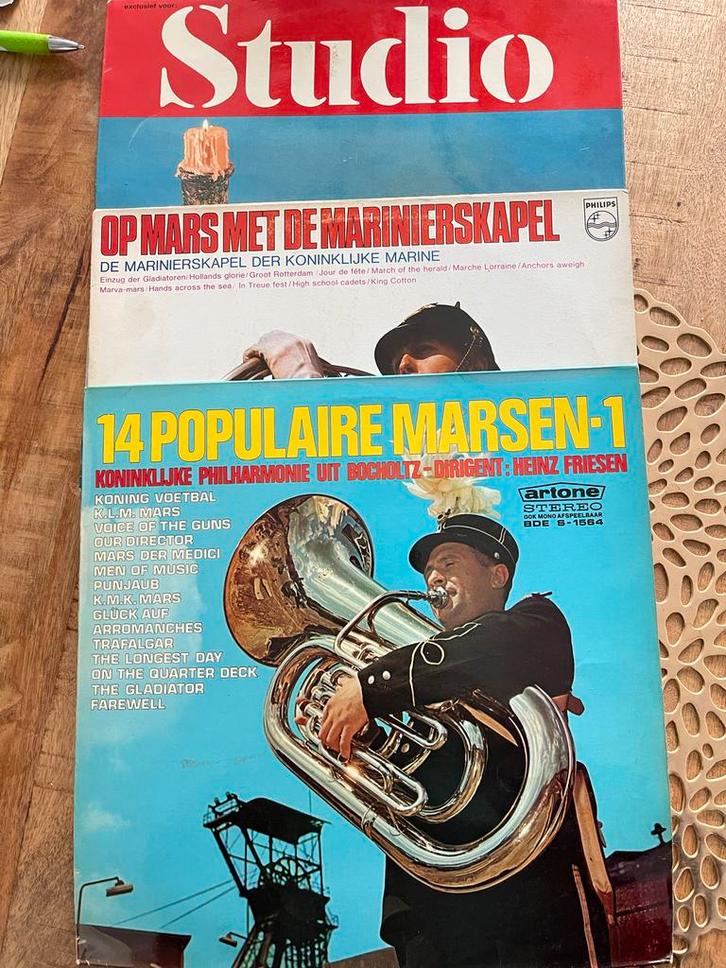 exclusief voor:
Studio
OP MARS MET DE MARINIERSKAPEL
PHILIPS
DE MARINIERSKAPEL DER KONINKLIJKE MARINE
Einzug der Gladiatoren/Hollands glorie/Groot Rotterdam/Jour de fête/March of the herald/Marche Lorraine/Anchors aweigh
Marva-mars/Hands across the sea/In Treue fest/High school cadets/King Cotton
14 POPULAIRE MARSEN-1
KONINKLIJKE PHILHARMONIE UIT BOCHOLTZ-DIRIGENT: HEINZ FRIESEN
artone
STEREO
OOK MONO AFSPEELBAAR
BDE S-1564
KONING VOETBAL
K.L.M. MARS
VOICE OF THE GUNS
OUR DIRECTOR
MARS DER MEDICI
MEN OF MUSIC
PUNJAUB
K.M.K. MARS
GLÜCK AUF
ARROMANCHES
TRAFALGAR
THE LONGEST DAY
ON THE QUARTER DECK
THE GLADIATOR
FAREWELL